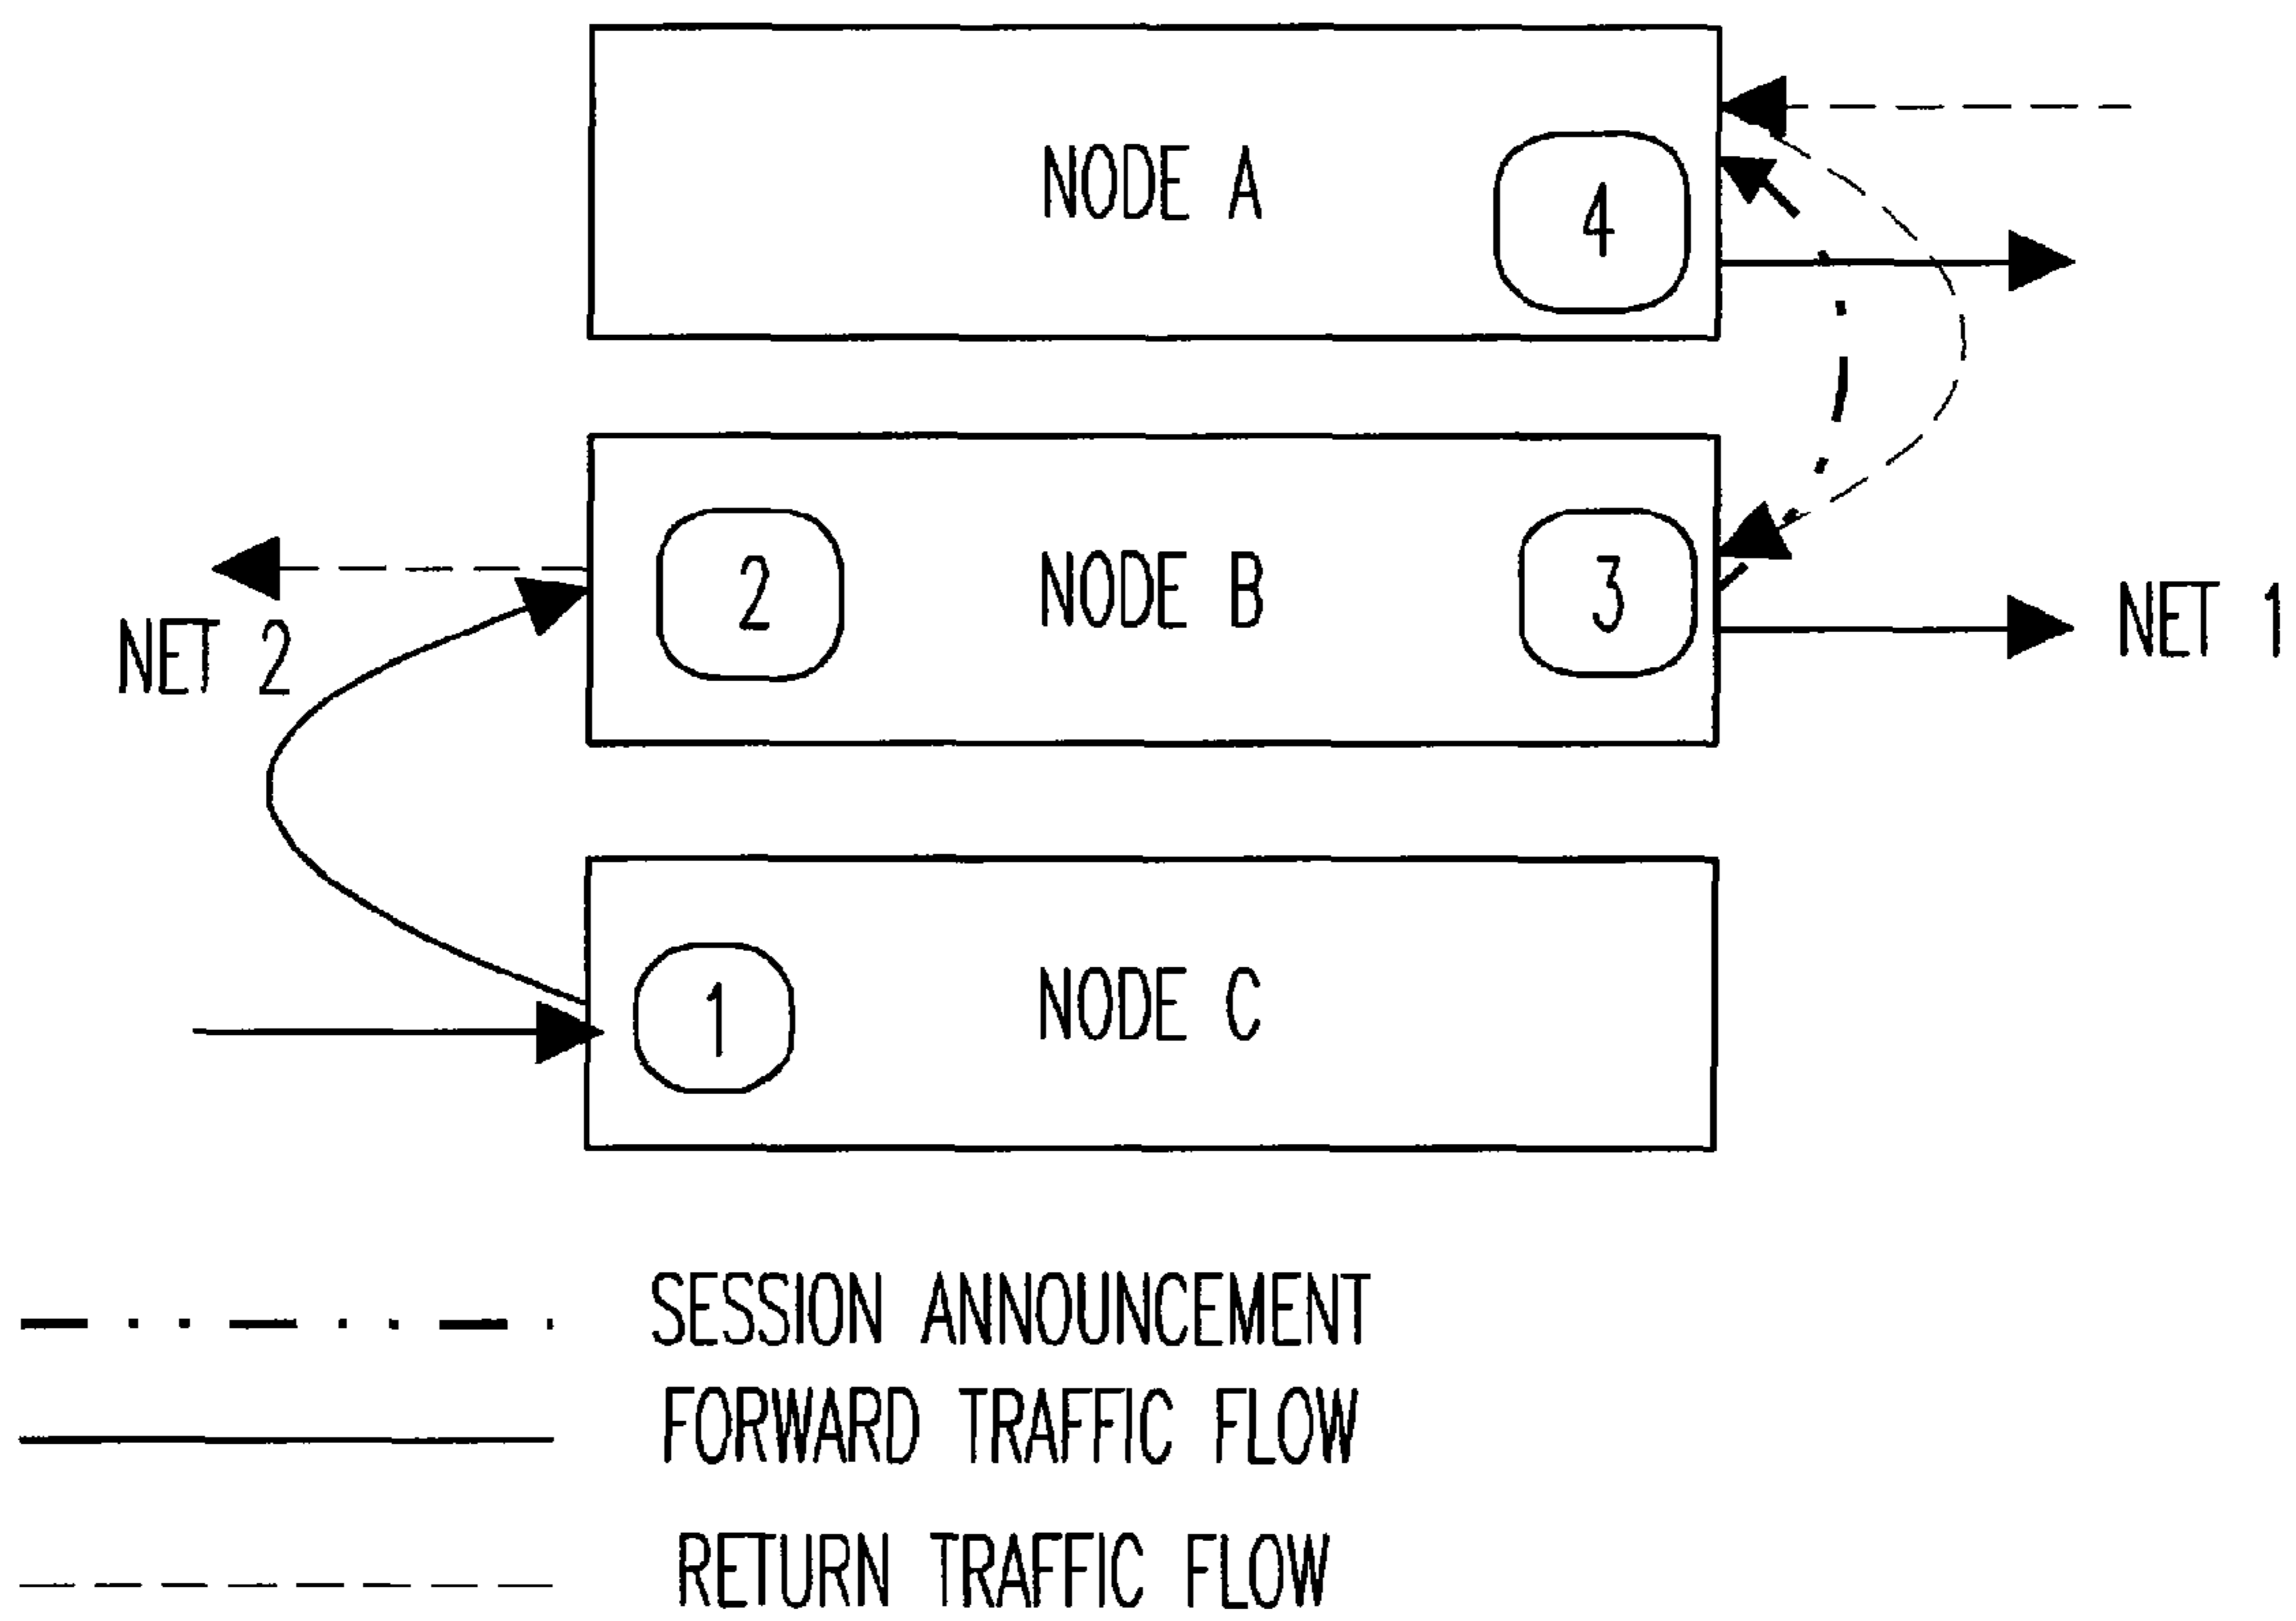 NODE A
4
2
NODE B
3
NET 2
NET 1
1
NODE C
SESSION ANNOUNCEMENT
FORWARD TRAFFIC FLOW
RETURN TRAFFIC FLOW